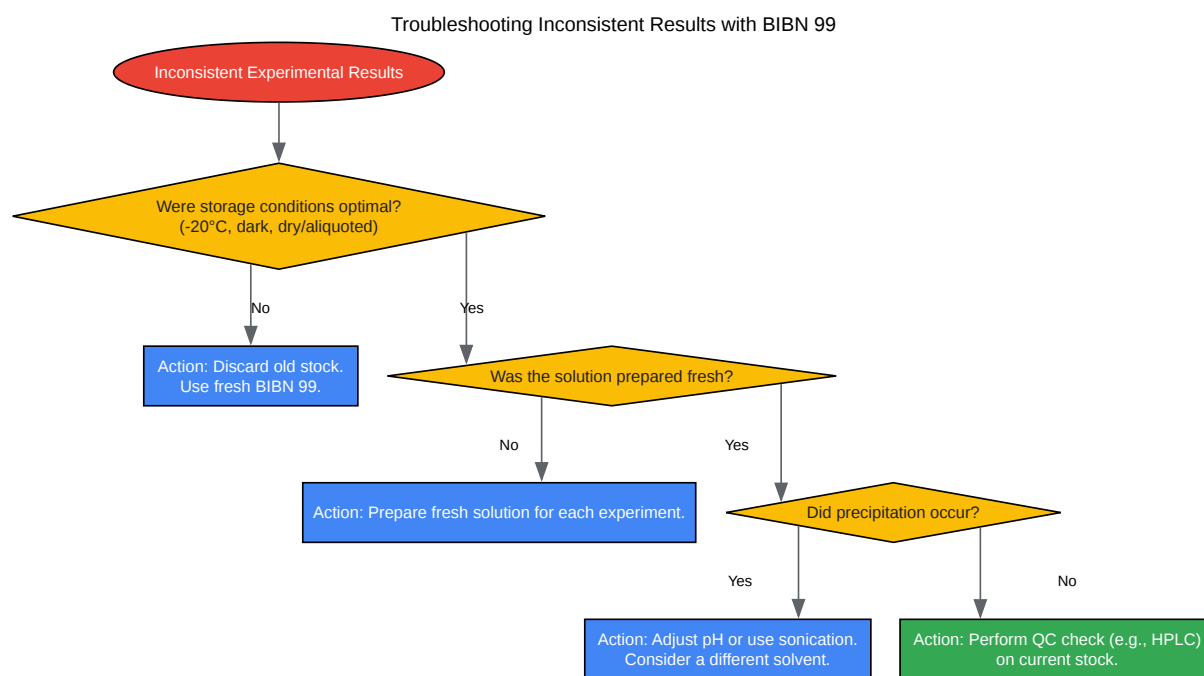 Troubleshooting Inconsistent Results with BIBN 99
Inconsistent Experimental Results
Were storage conditions optimal?
(-20°C, dark, dry/aliquoted)
No
Yes
Action: Discard old stock.
Use fresh BIBN 99.
Was the solution prepared fresh?
No
Yes
Action: Prepare fresh solution for each experiment.
Did precipitation occur?
Yes
No
Action: Adjust pH or use sonication.
Consider a different solvent.
Action: Perform QC check (e.g., HPLC)
on current stock.